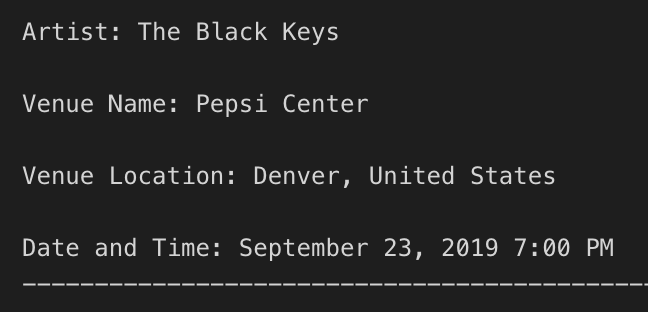 Artist: The Black Keys
Venue Name: Pepsi Center
Venue Location: Denver, United States
Date and Time: September 23, 2019 7:00 PM
---------------------------------------------